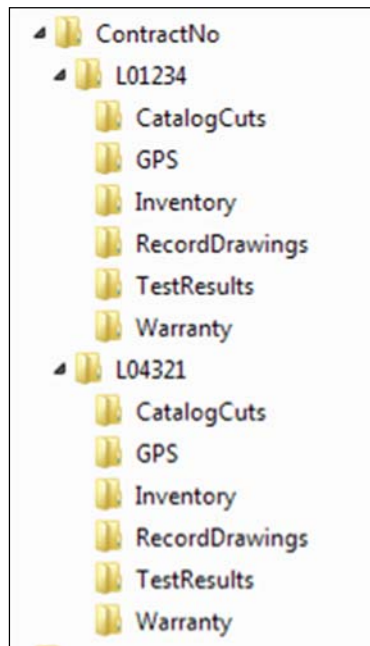 ContractNo
L01234
CatalogCuts
GPS
Inventory
RecordDrawings
TestResults
Warranty
L04321
CatalogCuts
GPS
Inventory
RecordDrawings
TestResults
Warranty